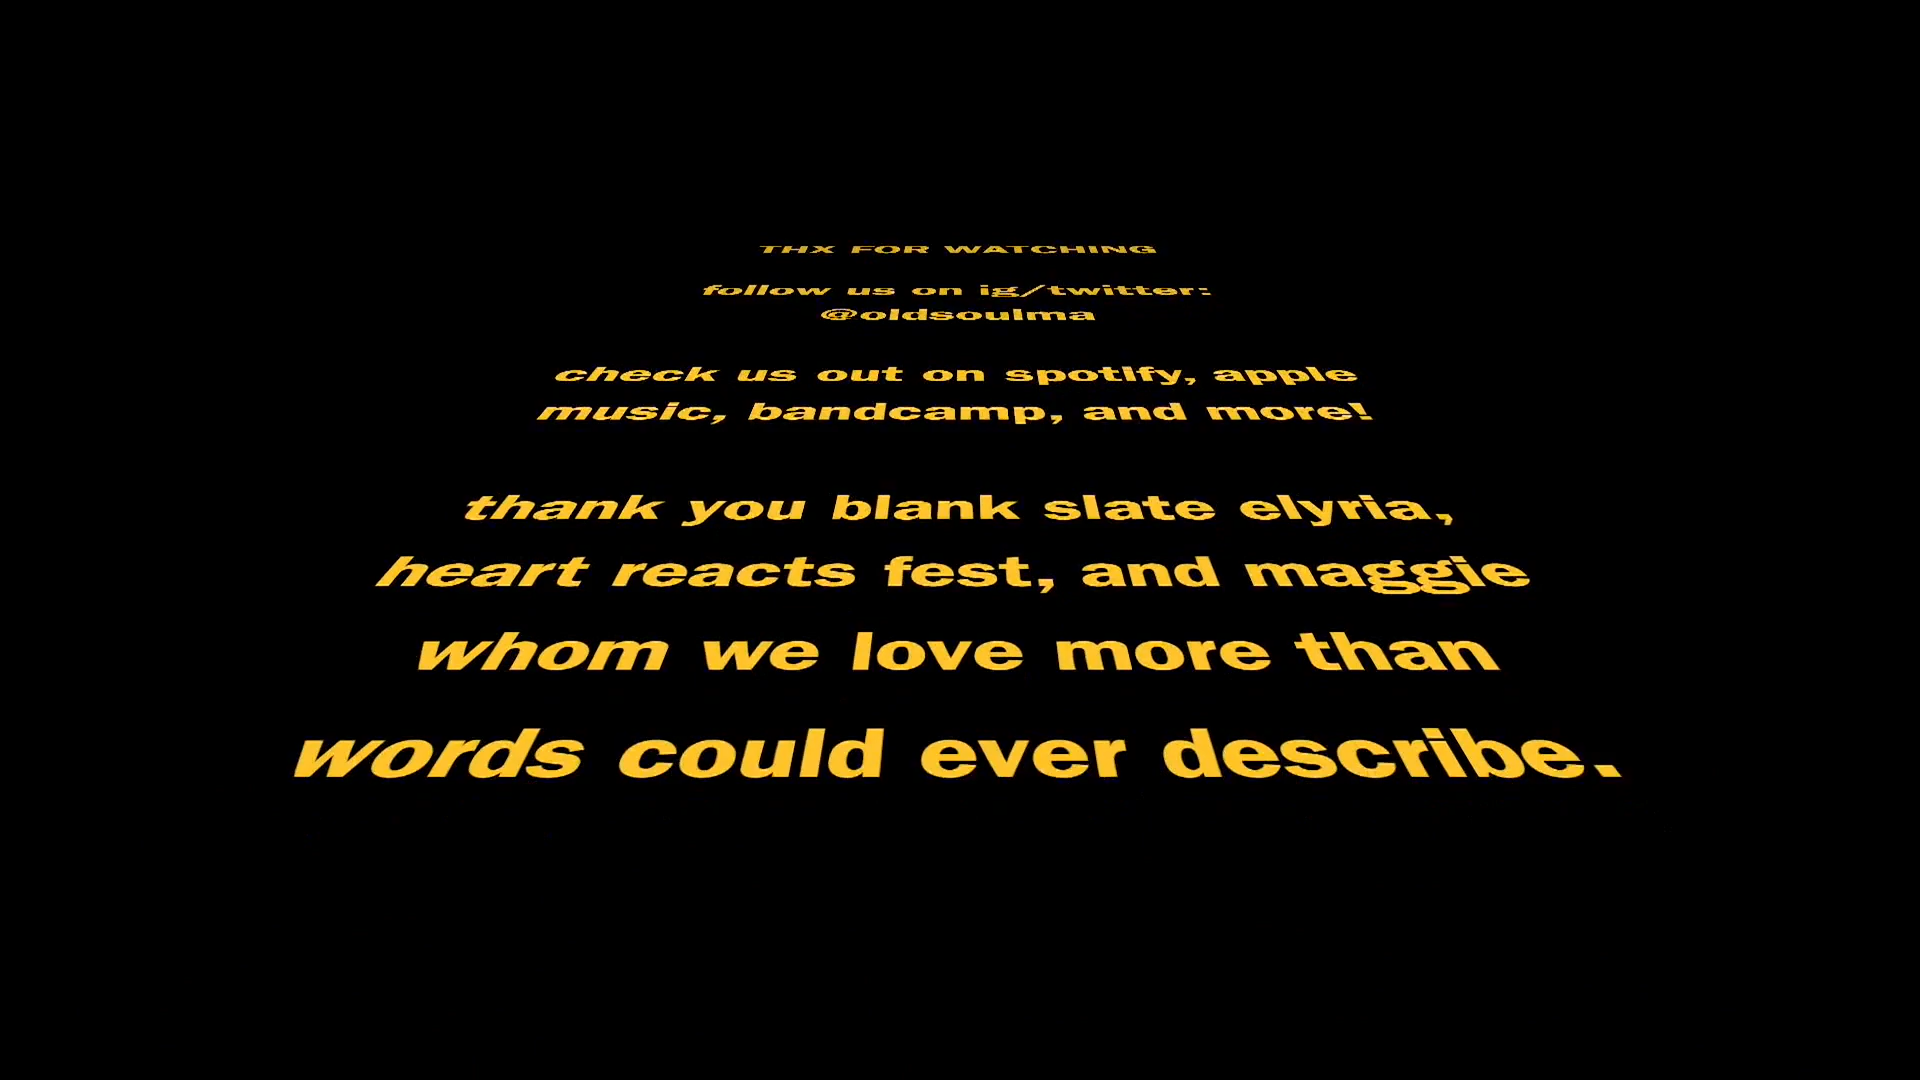 THX FOR WATCHING
follow us on ig/twitter:
@oldsoulma
check us out on spotify, apple
music, bandcamp, and more!
thank you blank slate elyria,
heart reacts fest, and maggie
whom we love more than
words could ever describe.